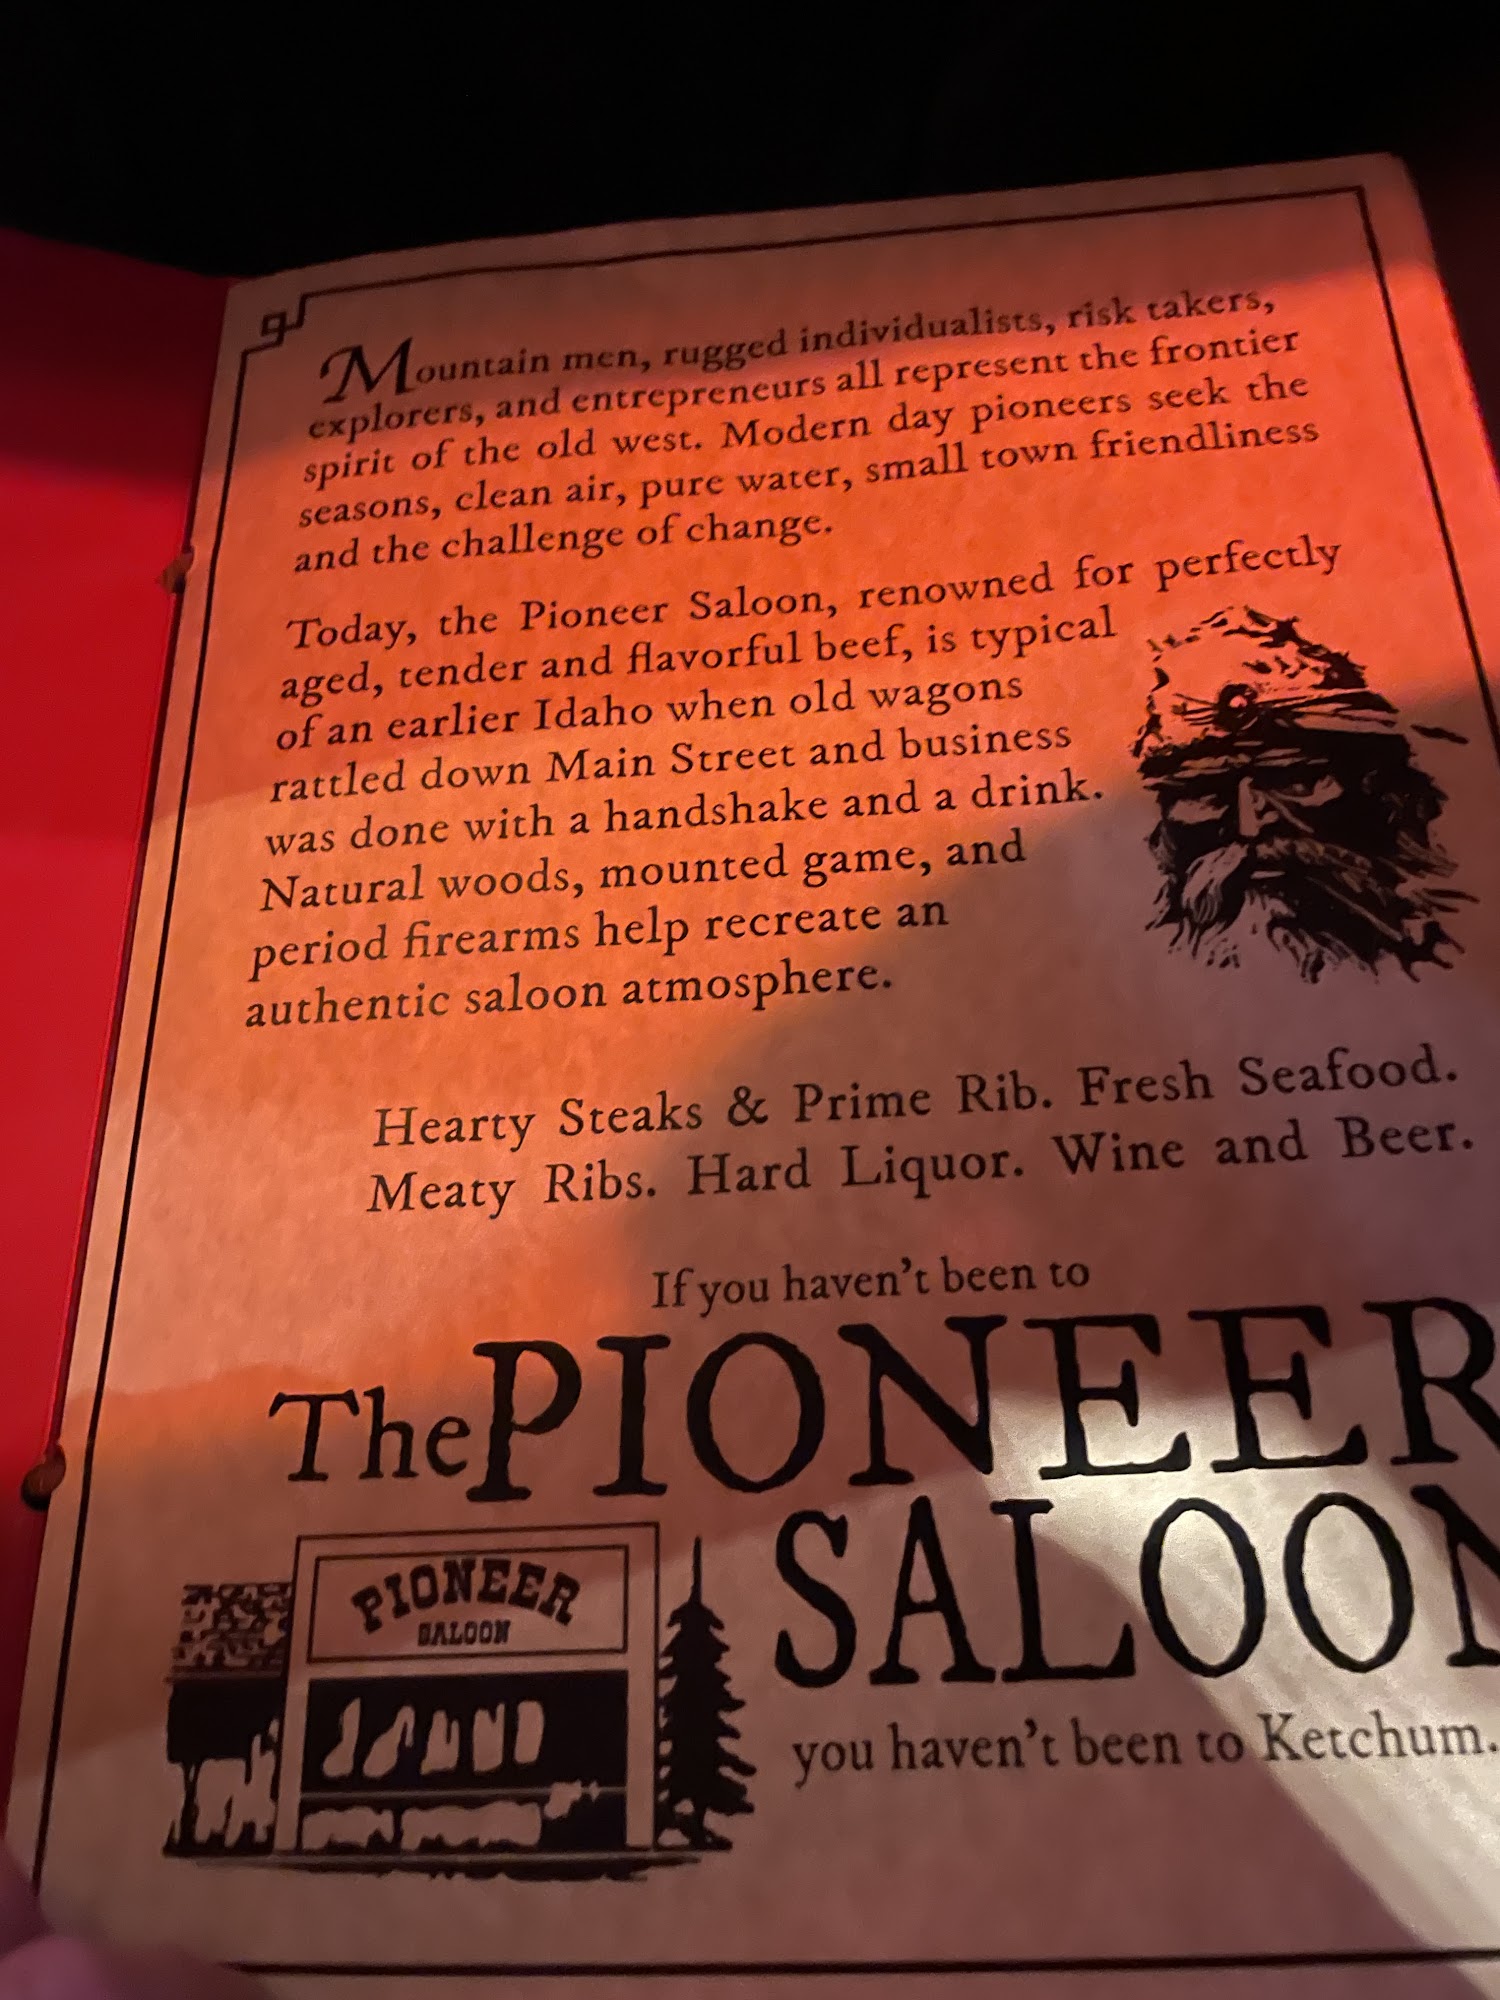 Mountain men, rugged individualists, risk takers,
explorers, and entrepreneurs all represent the frontier
spirit of the old west. Modern day pioneers seek the
seasons, clean air, pure water, small town friendliness
and the challenge of change.
Today, the Pioneer Saloon, renowned for perfectly
aged, tender and flavorful beef, is typical
of an earlier Idaho when old wagons
rattled down Main Street and business
was done with a handshake and a drink.
Natural woods, mounted game, and
period firearms help recreate an
authentic saloon atmosphere.
Hearty Steaks & Prime Rib. Fresh Seafood.
Meaty Ribs. Hard Liquor. Wine and Beer.
If you haven't been to
The PIONEER
SALOON
PIONEER
SALOON
you haven't been to Ketchum.